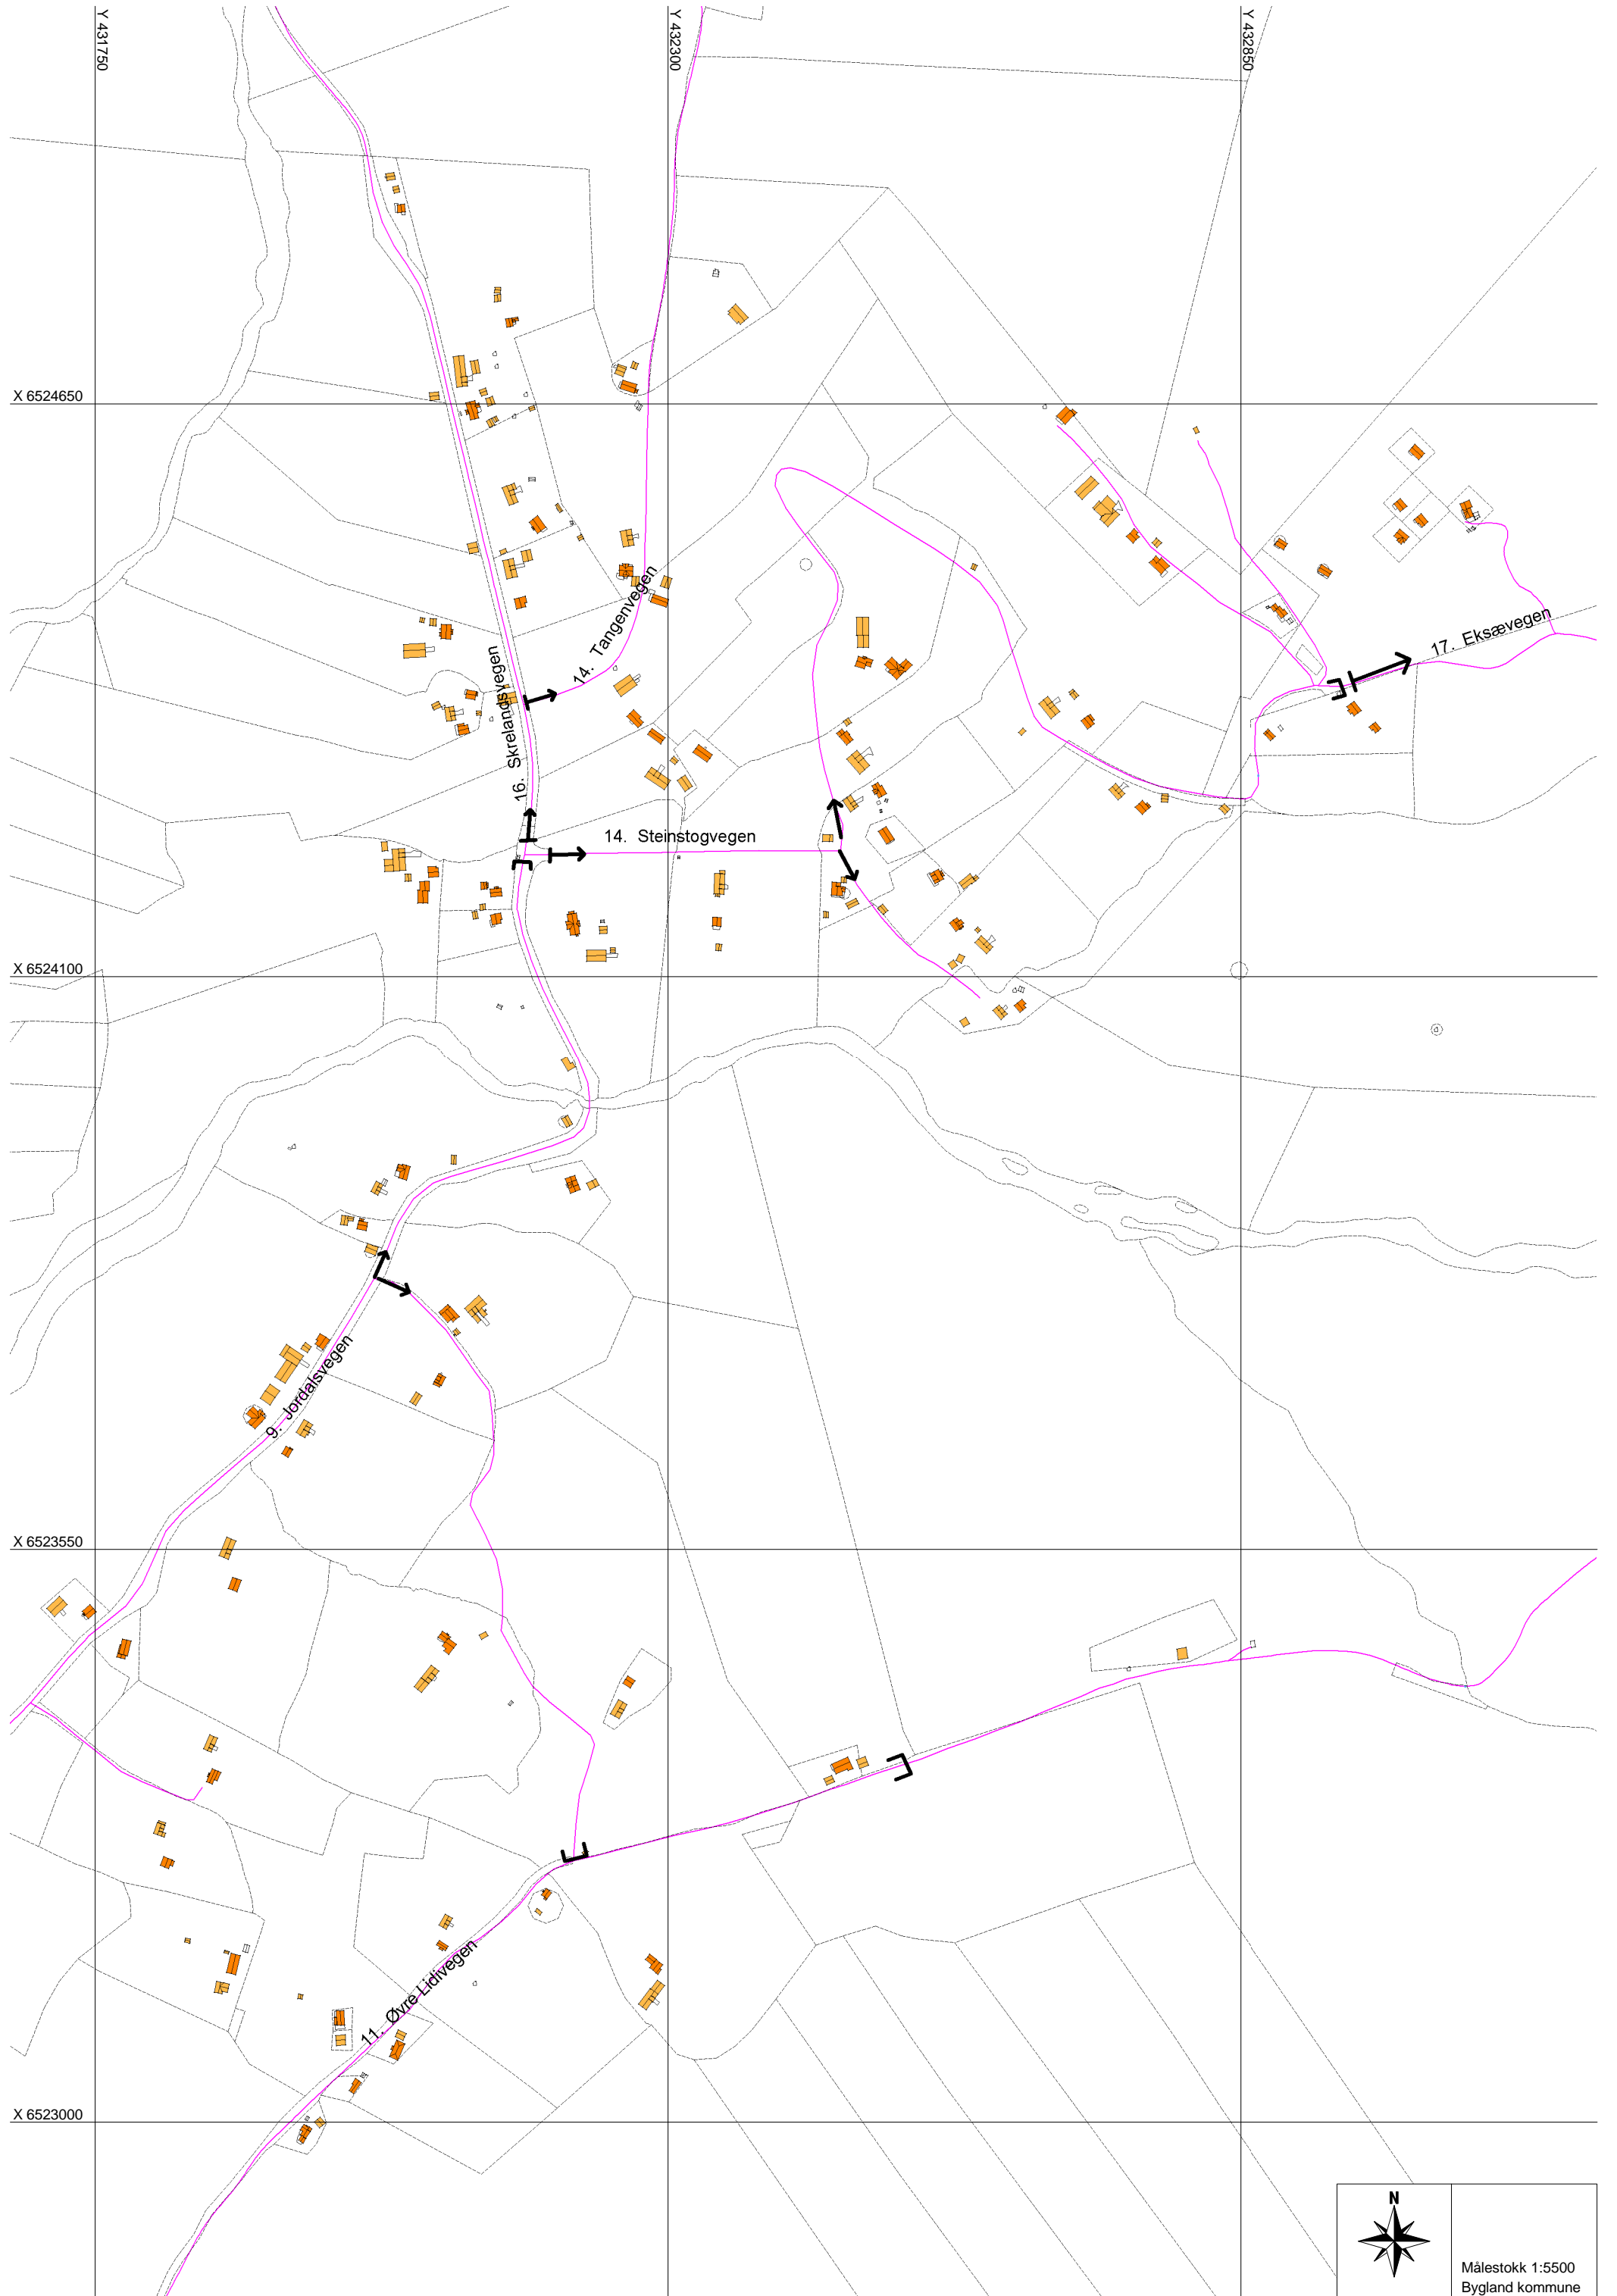 Y 431750
Y 432300
Y 432850
X 6524650
14. Tangenvegen
17. Eksævegen
16. Skrelandsvegen
14. Steinstogvegen
X 6524100
9. Jordalsvegen
X 6523550
11. Øvre Lidivegen
X 6523000
N
Målestokk 1:5500
Bygland kommune